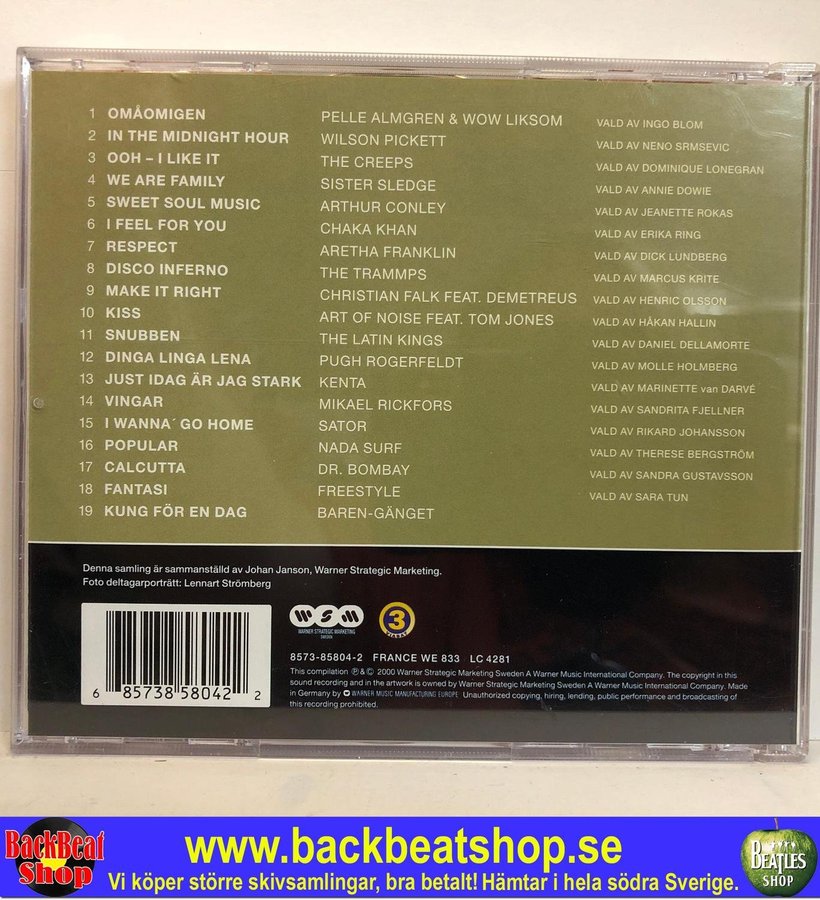 1 OMÅOMIGEN PELLE ALMGREN & WOW LIKSOM VALD AV INGO BLOM
2 IN THE MIDNIGHT HOUR WILSON PICKETT VALD AV NENO SRMSEVIC
3 OOH – I LIKE IT THE CREEPS VALD AV DOMINIQUE LONEGRAN
4 WE ARE FAMILY SISTER SLEDGE VALD AV ANNIE DOWIE
5 SWEET SOUL MUSIC ARTHUR CONLEY VALD AV JEANETTE ROKAS
6 I FEEL FOR YOU CHAKA KHAN VALD AV ERIKA RING
7 RESPECT ARETHA FRANKLIN VALD AV DICK LUNDBERG
8 DISCO INFERNO THE TRAMMPS VALD AV MARCUS KRITE
9 MAKE IT RIGHT CHRISTIAN FALK FEAT. DEMETREUS VALD AV HENRIC OLSSON
10 KISS ART OF NOISE FEAT. TOM JONES VALD AV HÅKAN HALLIN
11 SNUBBEN THE LATIN KINGS VALD AV DANIEL DELLAMORTE
12 DINGA LINGA LENA PUGH ROGERFELDT VALD AV MOLLE HOLMBERG
13 JUST IDAG ÄR JAG STARK KENTA VALD AV MARINETTE van DARVÉ
14 VINGAR MIKAEL RICKFORS VALD AV SANDRITA FJELLNER
15 I WANNA´ GO HOME SATOR VALD AV RIKARD JOHANSSON
16 POPULAR NADA SURF VALD AV THERESE BERGSTRÖM
17 CALCUTTA DR. BOMBAY VALD AV SANDRA GUSTAVSSON
18 FANTASI FREESTYLE VALD AV SARA TUN
19 KUNG FÖR EN DAG BAREN-GÄNGET
Denna samling är sammanställd av Johan Janson, Warner Strategic Marketing.
Foto deltagarporträtt: Lennart Strömberg
WSM
WARNER STRATEGIC MARKETING
SWEDEN
3
VIASAT
8573-85804-2 FRANCE WE 833 LC 4281
This compilation ℗&© 2000 Warner Strategic Marketing Sweden A Warner Music International Company. The copyright in this
sound recording and in the artwork is owned by Warner Strategic Marketing Sweden A Warner Music International Company. Made
in Germany by WARNER MUSIC MANUFACTURING EUROPE Unauthorized copying, hiring, lending, public performance and broadcasting of
this recording prohibited.
6 85738 58042 2
BackBeat
Shop
www.backbeatshop.se
Vi köper större skivsamlingar, bra betalt! Hämtar i hela södra Sverige.
BEATLES
SHOP